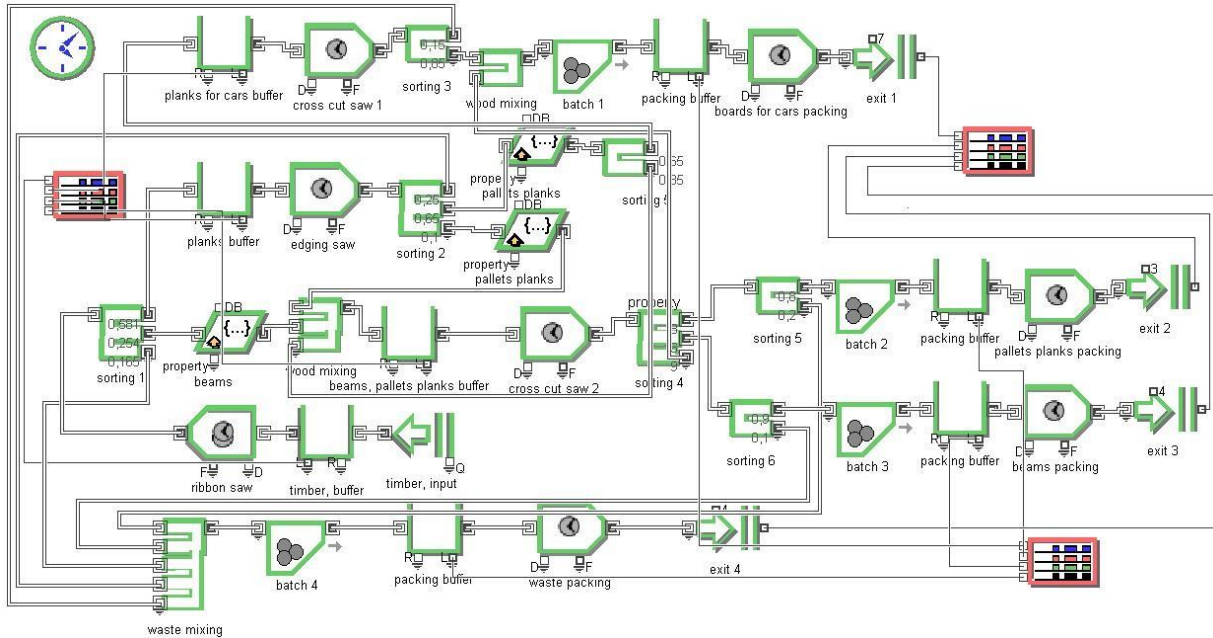 0,15
0,85
R L
planks for cars buffer
D F
cross cut saw 1
sorting 3
wood mixing
batch 1
R L
packing buffer
D F
boards for cars packing
7
exit 1
DB
{...}
property
pallets planks
0,35
R L
planks buffer
D F
edging saw
0,25
0,65
0,1
sorting 2
DB
{...}
property
pallets planks
0,581
0,254
0,165
sorting 1
DB
{...}
property
beams
R L
beams, pallets planks buffer
D F
cross cut saw 2
property
sorting 4
0,8
0,2
sorting 5
batch 2
R L
packing buffer
D F
pallets planks packing
3
exit 2
F D
ribbon saw
R
timber, buffer
Q
timber, input
0,9
0,1
sorting 6
batch 3
R L
packing buffer
D F
beams packing
4
exit 3
waste mixing
batch 4
R L
packing buffer
D F
waste packing
4
exit 4